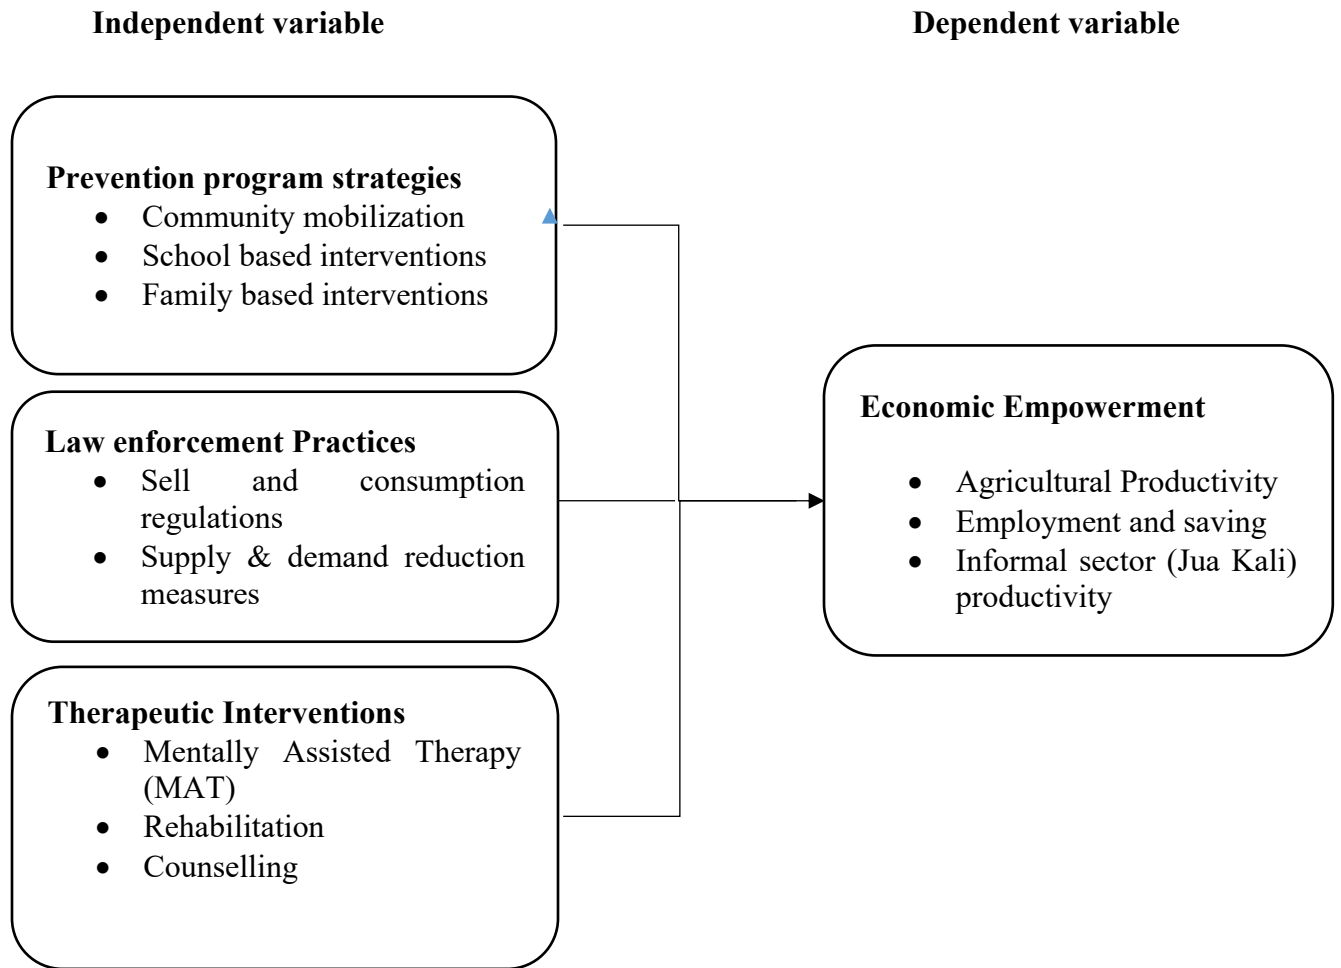 Independent variable
Dependent variable
Prevention program strategies
• Community mobilization
• School based interventions
• Family based interventions
Law enforcement Practices
• Sell and consumption
regulations
• Supply & demand reduction
measures
Therapeutic Interventions
• Mentally Assisted Therapy
(MAT)
• Rehabilitation
• Counselling
Economic Empowerment
• Agricultural Productivity
• Employment and saving
• Informal sector (Jua Kali)
productivity